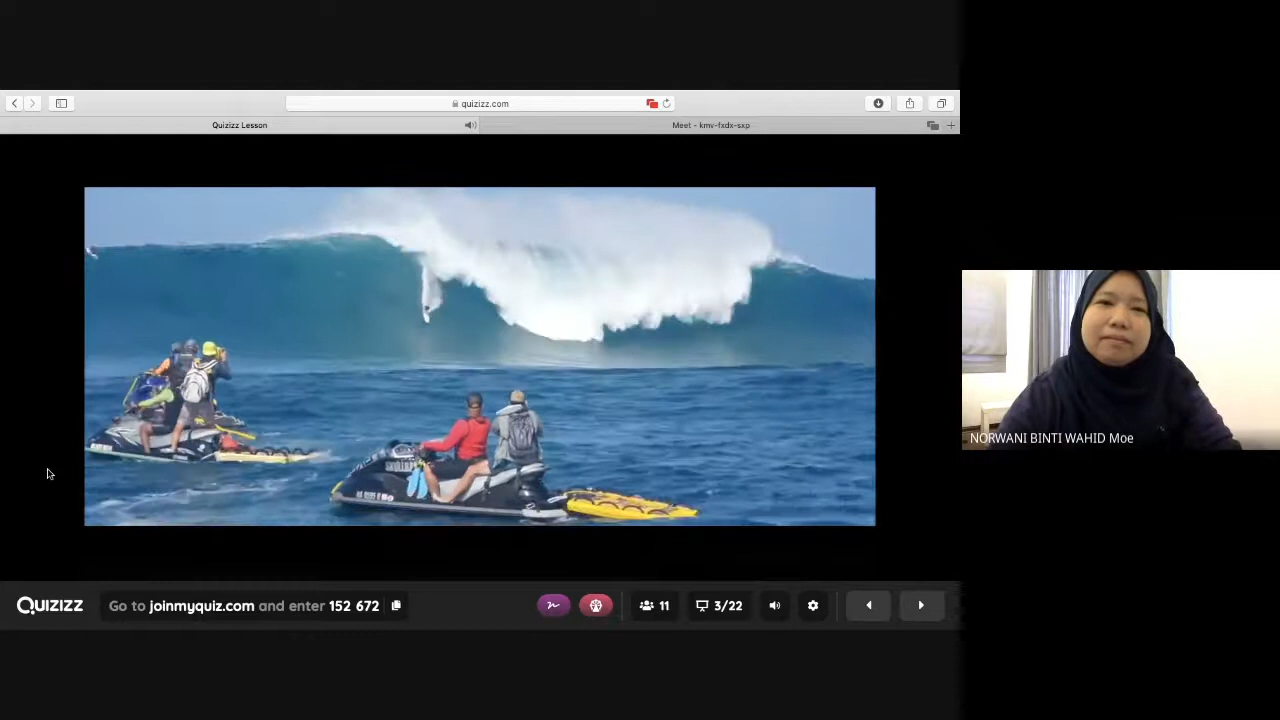 quizizz.com
Quizizz Lesson
Meet - kmv-fxdx-sxp
NORWANI BINTI WAHID Moe
QUIZIZZ
Go to joinmyquiz.com and enter 152 672
11
3/22